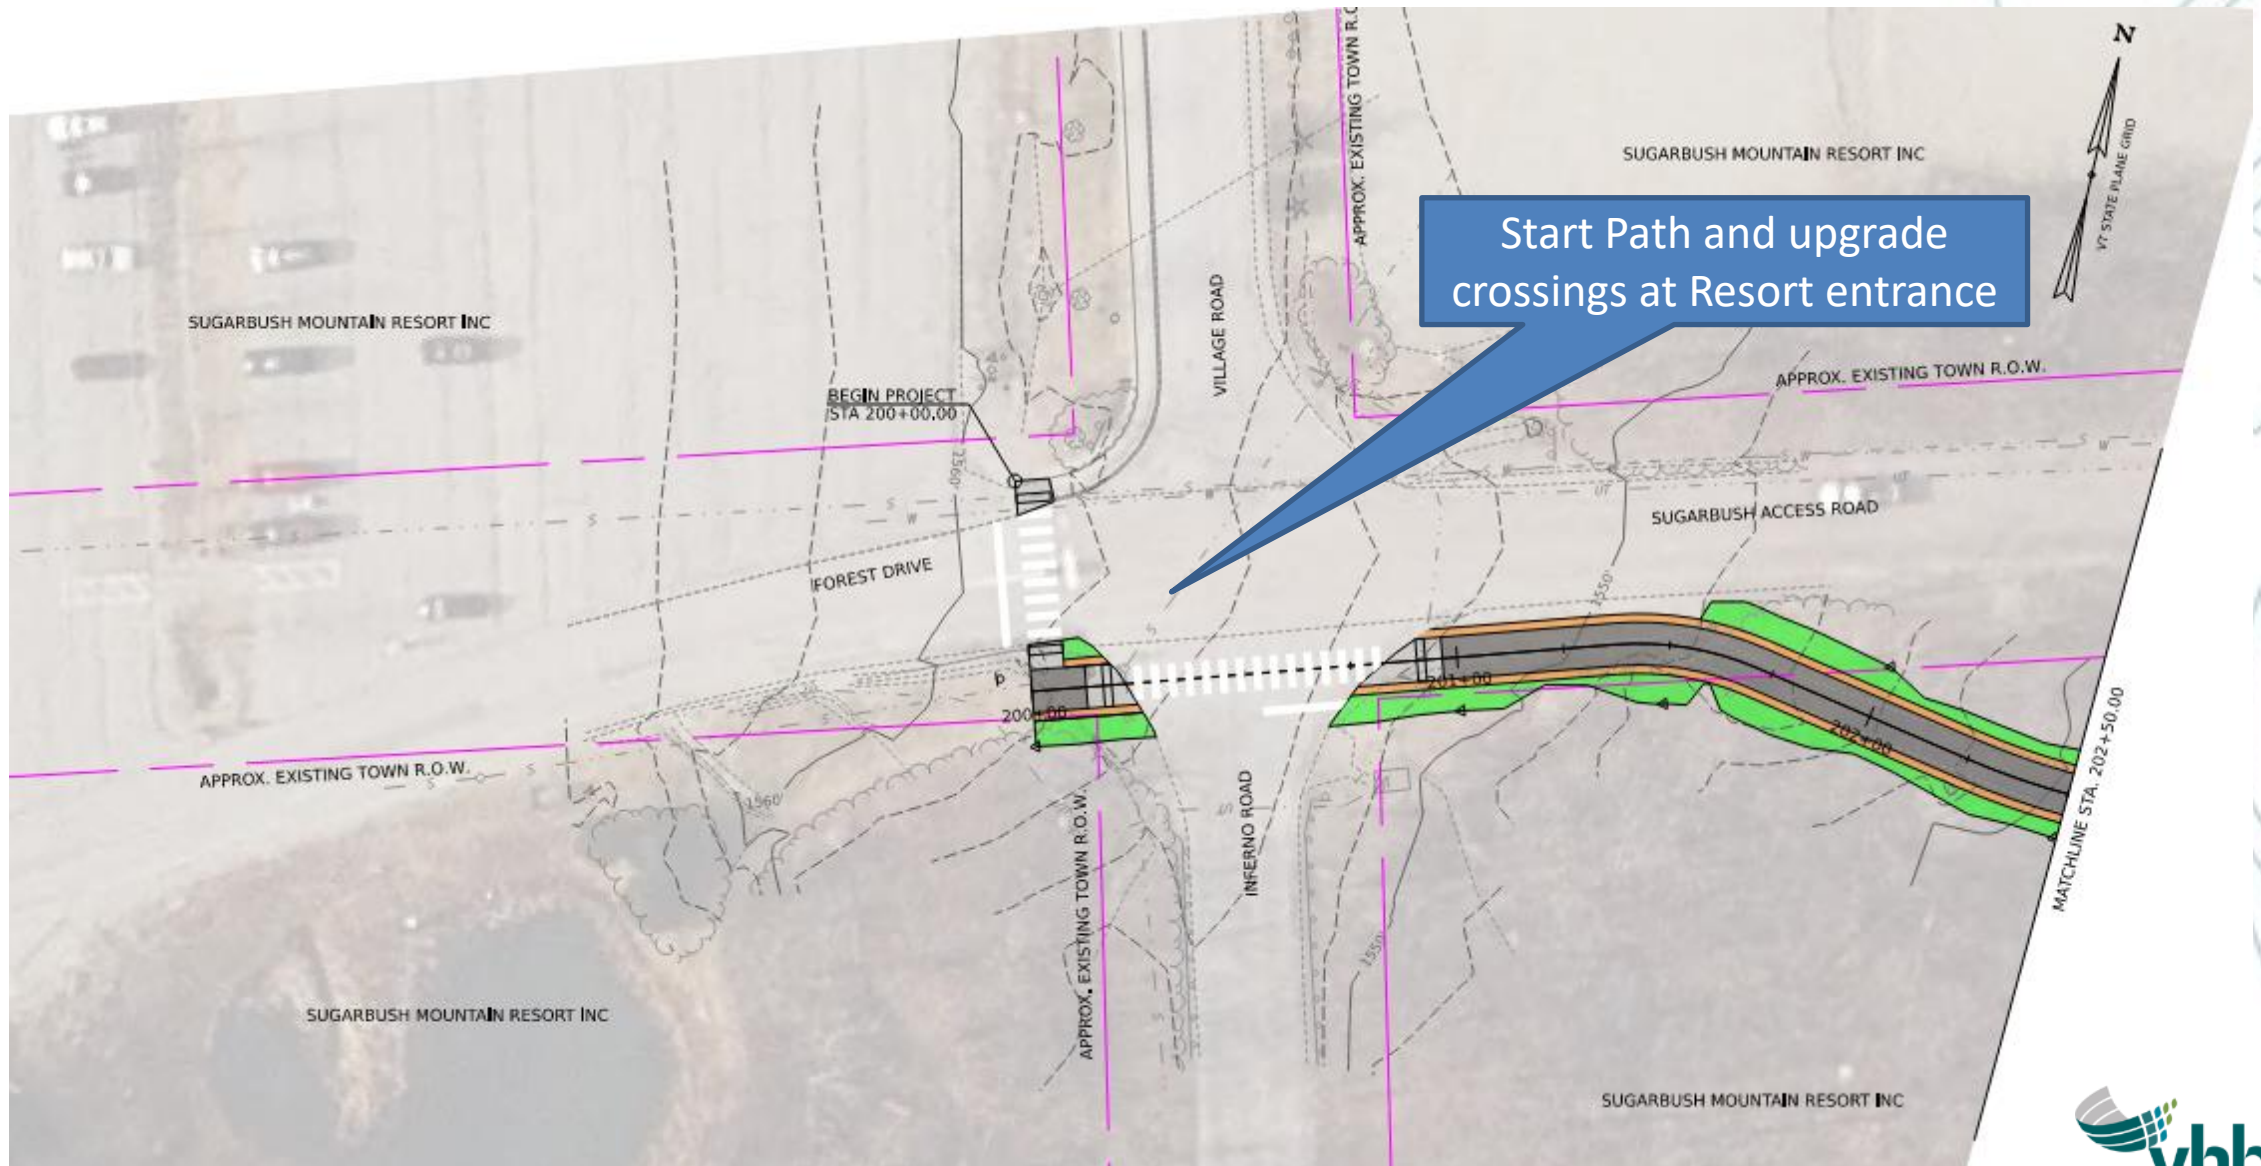 N
VT STATE PLANE GRID
SUGARBUSH MOUNTAIN RESORT INC
APPROX. EXISTING TOWN R.O.
Start Path and upgrade
crossings at Resort entrance
SUGARBUSH MOUNTAIN RESORT INC
VILLAGE ROAD
APPROX. EXISTING TOWN R.O.W.
BEGIN PROJECT
STA 200+00.00
1560
S
W
S
W
S
W
S
W
S
W
UT
UT
SUGARBUSH ACCESS ROAD
FOREST DRIVE
1550'
S
P
201+00
200+00
S
202+00
MATCHLINE STA. 202+50.00
APPROX. EXISTING TOWN R.O.W.
S
S
1560'
INFERNO ROAD
S
APPROX. EXISTING TOWN R.O.W.
1550'
SUGARBUSH MOUNTAIN RESORT INC
S
SUGARBUSH MOUNTAIN RESORT INC
vhb